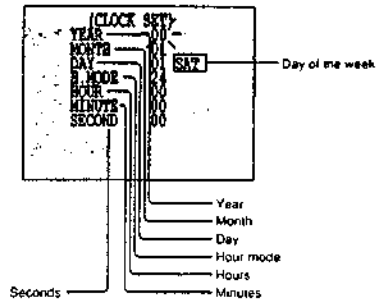 (CLOCK SET)
YEAR 00
MONTH 01
DAY 01 SAT
H.MODE 24
HOUR 00
MINUTE 00
SECOND 00
Day of the week
Year
Month
Day
Hour mode
Hours
Seconds Minutes